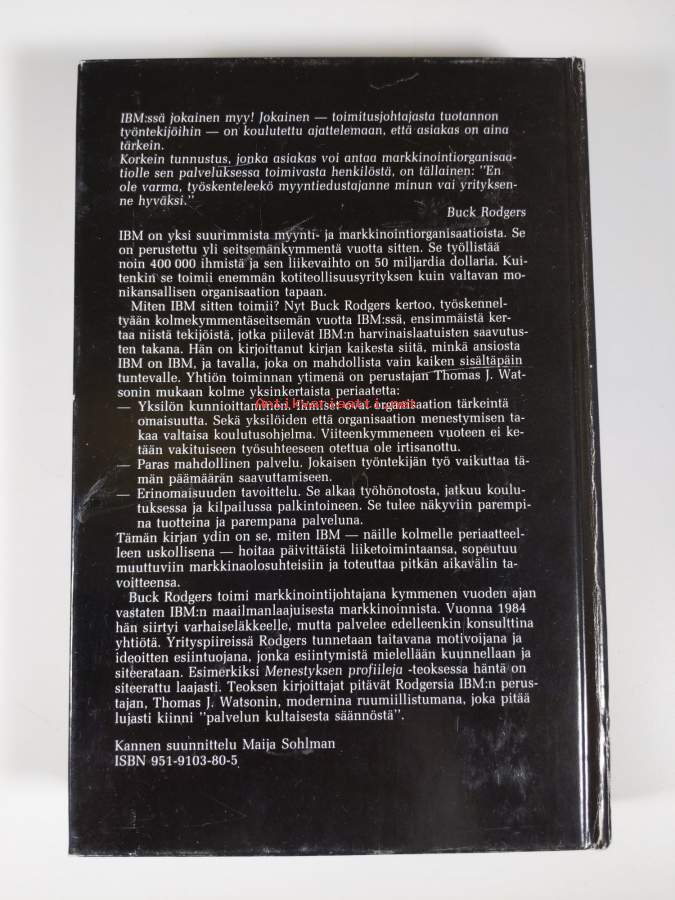 IBM:ssä jokainen myy! Jokainen — toimitusjohtajasta tuotannon
työntekijöihin — on koulutettu ajattelemaan, että asiakas on aina
tärkein.
Korkein tunnustus, jonka asiakas voi antaa markkinointiorganisaa-
tiolle sen palveluksessa toimivasta henkilöstä, on tällainen: "En
ole varma, työskenteleekö myyntiedustajanne minun vai yrityksen-
ne hyväksi."
Buck Rodgers
IBM on yksi suurimmista myynti- ja markkinointiorganisaatioista. Se
on perustettu yli seitsemänkymmentä vuotta sitten. Se työllistää
noin 400 000 ihmistä ja sen liikevaihto on 50 miljardia dollaria. Kui-
tenkin se toimii enemmän kotiteollisuusyrityksen kuin valtavan mo-
nikansallisen organisaation tapaan.
Miten IBM sitten toimii? Nyt Buck Rodgers kertoo, työskennel-
tyään kolmekymmentäseitsemän vuotta IBM:ssä, ensimmäistä ker-
taa niistä tekijöistä, jotka piilevät IBM:n harvinaislaatuisten saavutus-
ten takana. Hän on kirjoittanut kirjan kaikesta siitä, minkä ansiosta
IBM on IBM, ja tavalla, joka on mahdollista vain kaiken sisältäpäin
tuntevalle. Yhtiön toiminnan ytimenä on perustajan Thomas J. Wat-
sonin mukaan kolme yksinkertaista periaatetta:
— Yksilön kunnioittaminen. Ihmiset ovat organisaation tärkeintä
Antikvariaatti.net
omaisuutta. Sekä yksilöiden että organisaation menestymisen ta-
kaa valtaisa koulutusohjelma. Viiteenkymmeneen vuoteen ei ke-
tään vakituiseen työsuhteeseen otettua ole irtisanottu.
— Paras mahdollinen palvelu. Jokaisen työntekijän työ vaikuttaa tä-
män päämäärän saavuttamiseen.
— Erinomaisuuden tavoittelu. Se alkaa työhönotosta, jatkuu koulu-
tuksessa ja kilpailussa palkintoineen. Se tulee näkyviin parempi-
na tuotteina ja parempana palveluna.
Tämän kirjan ydin on se, miten IBM — näille kolmelle periaatteel-
leen uskollisena — hoitaa päivittäistä liiketoimintaansa, sopeutuu
muuttuviin markkinaolosuhteisiin ja toteuttaa pitkän aikavälin ta-
voitteensa.
Buck Rodgers toimi markkinointijohtajana kymmenen vuoden ajan
vastaten IBM:n maailmanlaajuisesta markkinoinnista. Vuonna 1984
hän siirtyi varhaiseläkkeelle, mutta palvelee edelleenkin konsulttina
yhtiötä. Yrityspiireissä Rodgers tunnetaan taitavana motivoijana ja
ideoitten esiintuojana, jonka esiintymistä mielellään kuunnellaan ja
siteerataan. Esimerkiksi Menestyksen profiileja -teoksessa häntä on
siteerattu laajasti. Teoksen kirjoittajat pitävät Rodgersia IBM:n perus-
tajan, Thomas J. Watsonin, modernina ruumiillistumana, joka pitää
lujasti kiinni "palvelun kultaisesta säännöstä".
Kannen suunnittelu Maija Sohlman
ISBN 951-9103-80-5